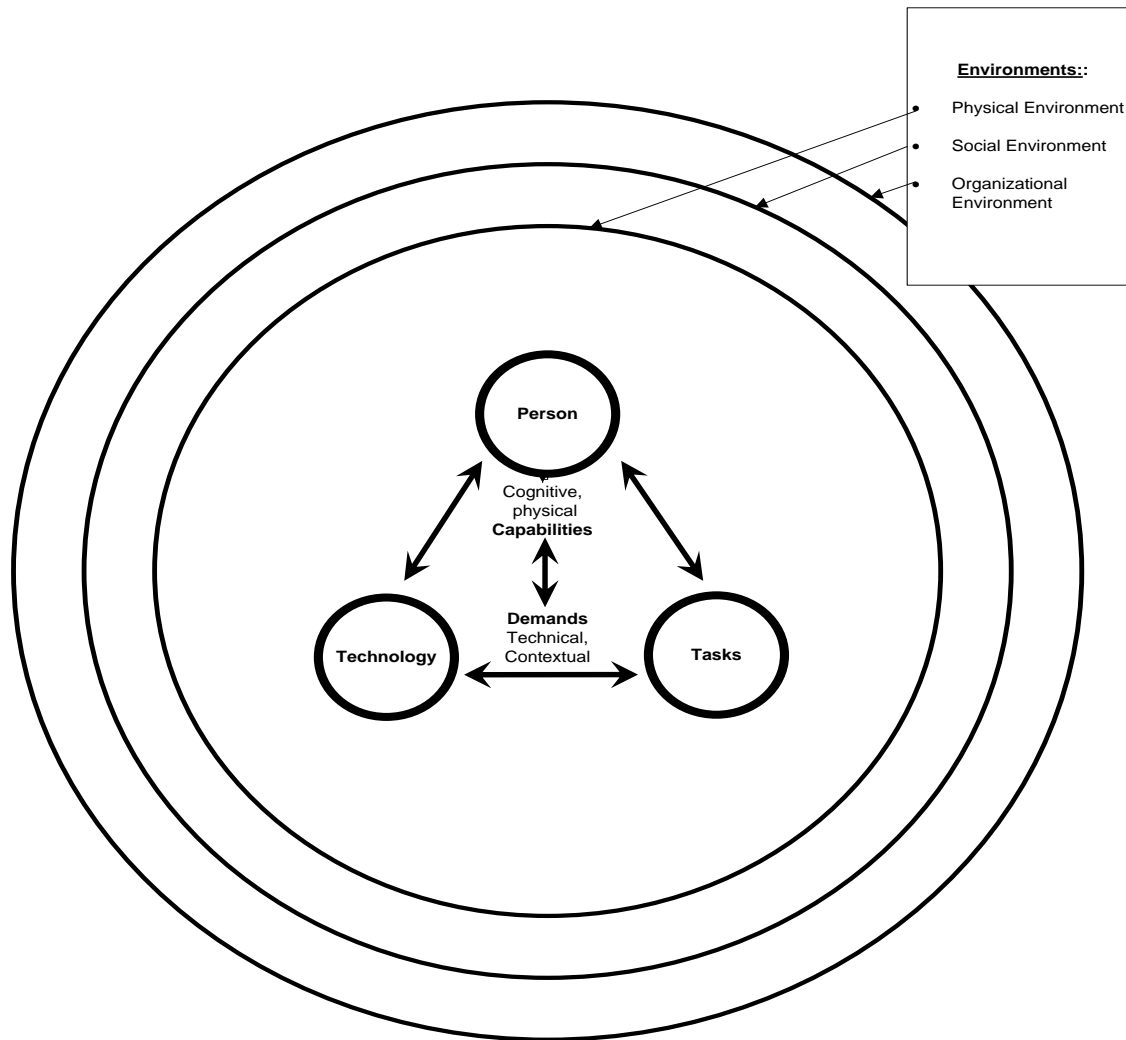 Environments::
• Physical Environment
• Social Environment
• Organizational
Environment
Person
Cognitive,
physical
Capabilities
Demands
Technical,
Contextual
Technology
Tasks